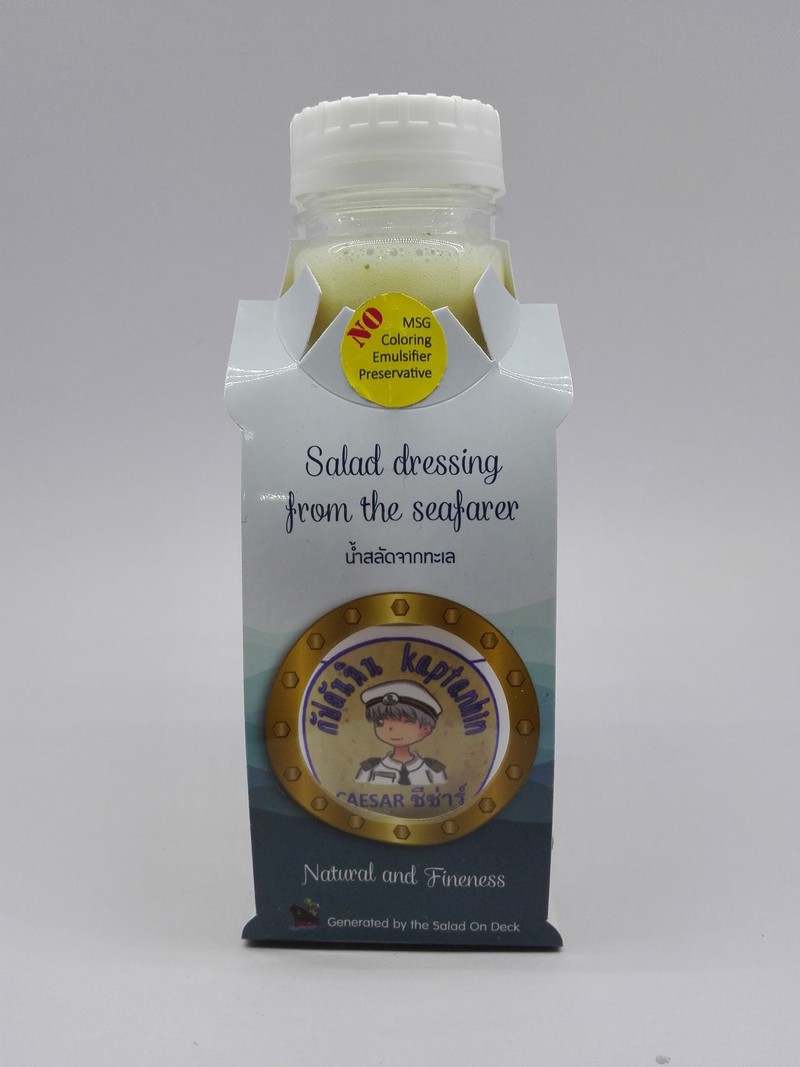 NO
MSG
Coloring
Emulsifier
Preservative
Salad dressing
from the seafarer
น้ำสลัดจากทะเล
กัปตันหิน kaptanhin
CAESAR ซีซ่าร์
Natural and Fineness
Generated by the Salad On Deck